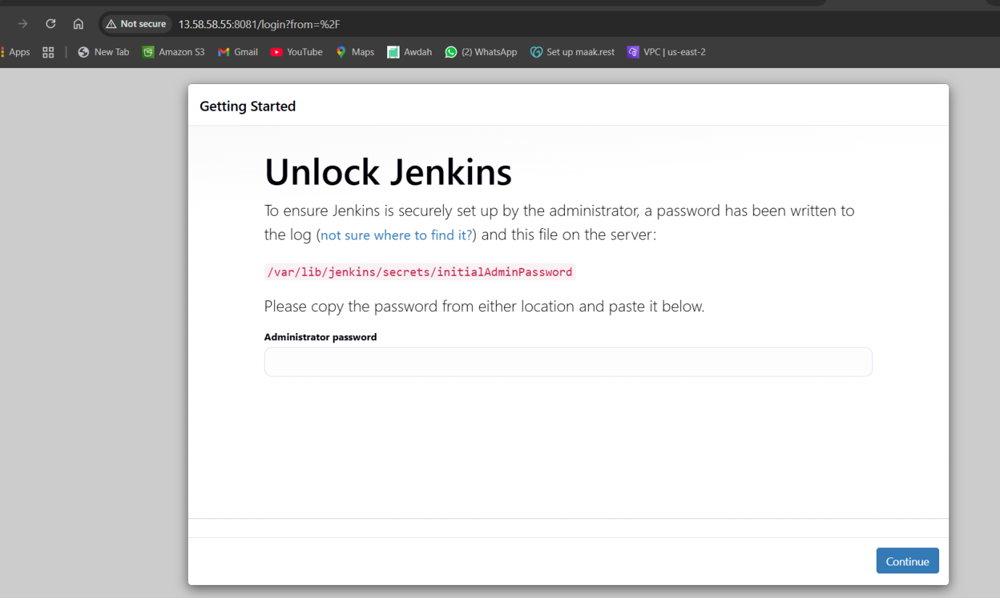 Not secure 13.58.58.55:8081/login?from=%2F
Apps New Tab Amazon S3 Gmail YouTube Maps Awdah (2) WhatsApp Set up maak.rest VPC | us-east-2
Getting Started
Unlock Jenkins
To ensure Jenkins is securely set up by the administrator, a password has been written to
the log (not sure where to find it?) and this file on the server:
/var/lib/jenkins/secrets/initialAdminPassword
Please copy the password from either location and paste it below.
Administrator password
Continue